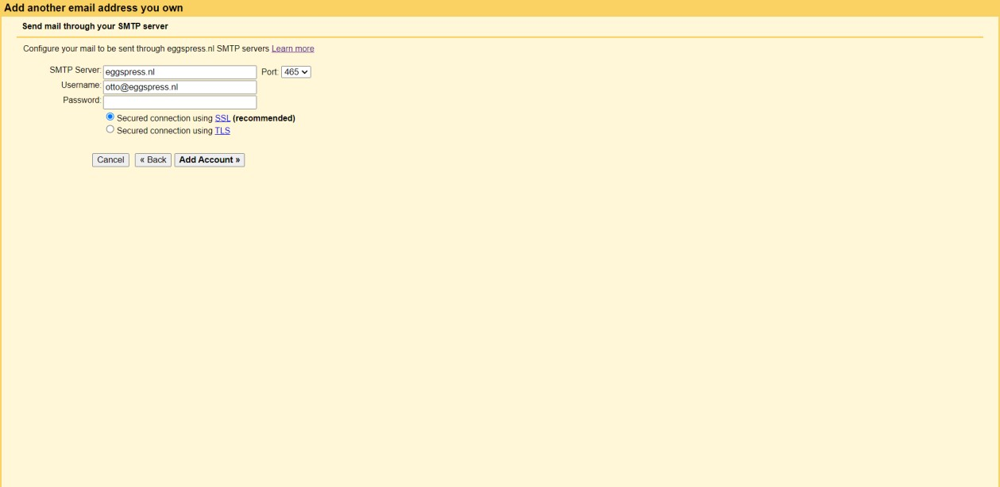 Add another email address you own
Send mail through your SMTP server
Configure your mail to be sent through eggspress.nl SMTP servers Learn more
SMTP Server: eggspress.nl Port: 465
Username: otto@eggspress.nl
Password:
Secured connection using SSL (recommended)
Secured connection using TLS
Cancel « Back Add Account »